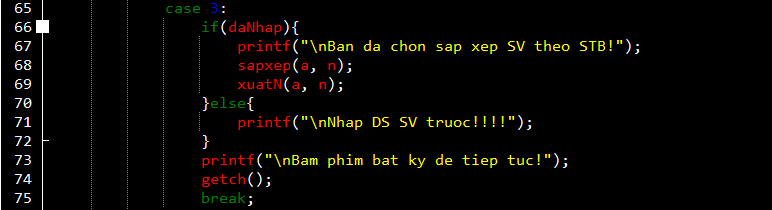 65 case 3:
66 if(daNhap){
67 printf("\nBan da chon sap xep SV theo STB!");
68 sapxep(a, n);
69 xuatN(a, n);
70 }else{
71 printf("\nNhap DS SV truoc!!!!");
72 }
73 printf("\nBam phim bat ky de tiep tuc!");
74 getch();
75 break;